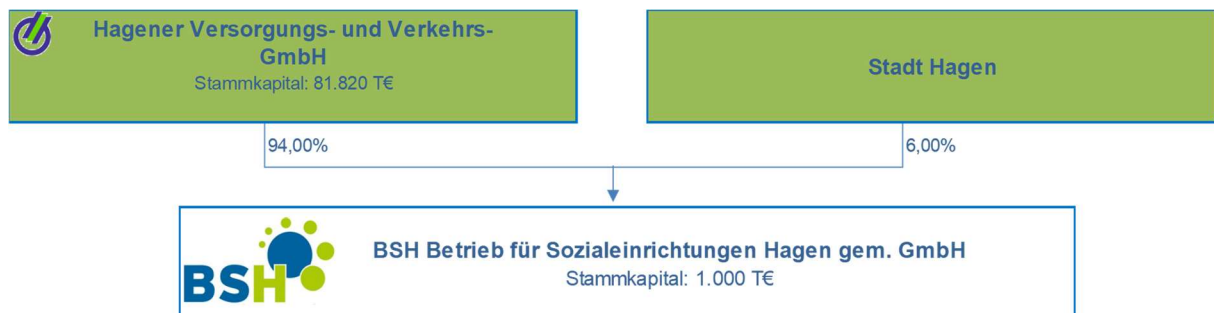 Hagener Versorgungs- und Verkehrs-
GmbH
Stammkapital: 81.820 T€
Stadt Hagen
94,00%
6,00%
BSH
BSH Betrieb für Sozialeinrichtungen Hagen gem. GmbH
Stammkapital: 1.000 T€